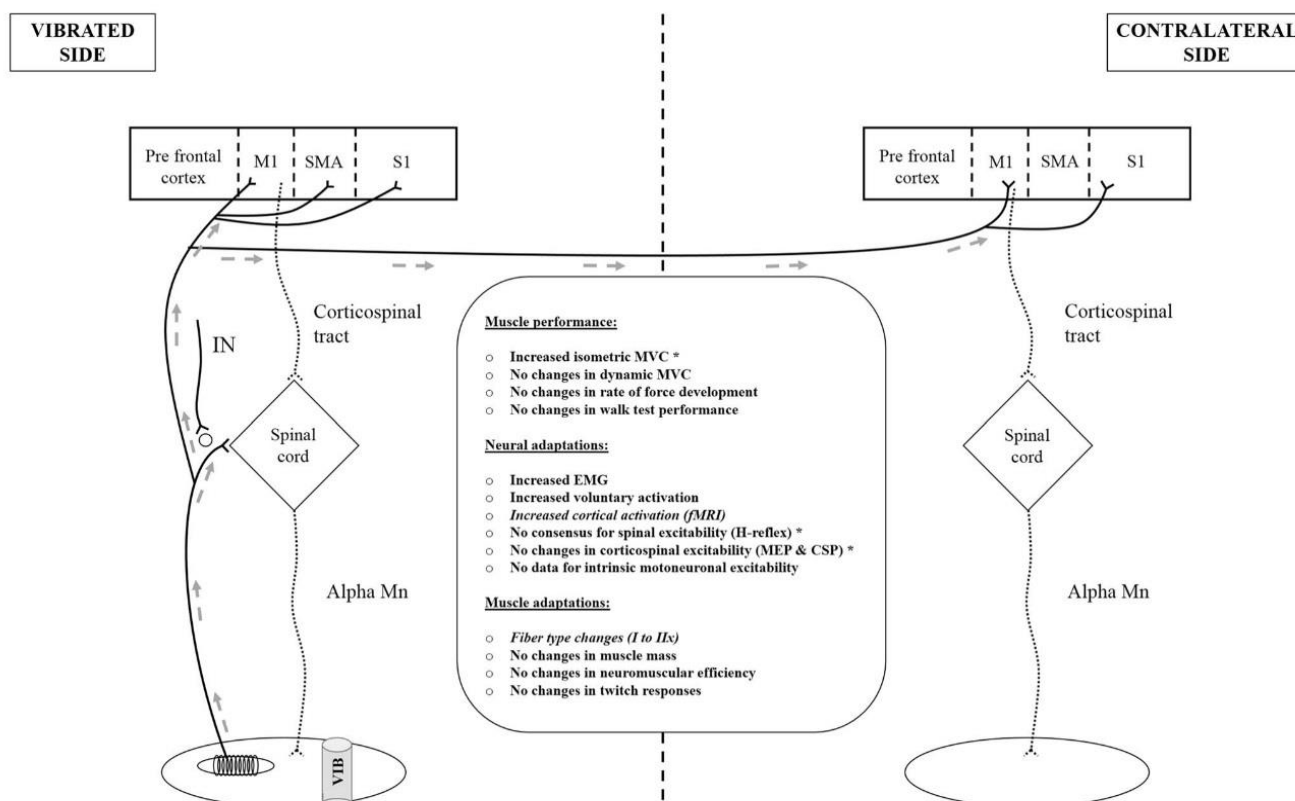 VIBRATED
SIDE
CONTRALATERAL
SIDE
Pre frontal
cortex
M1
SMA
S1
Pre frontal
cortex
M1
SMA
S1
IN
Corticospinal
tract
Corticospinal
tract
Spinal
cord
Spinal
cord
Alpha Mn
Alpha Mn
VIB
Muscle performance:
○ Increased isometric MVC *
○ No changes in dynamic MVC
○ No changes in rate of force development
○ No changes in walk test performance
Neural adaptations:
○ Increased EMG
○ Increased voluntary activation
○ Increased cortical activation (fMRI)
○ No consensus for spinal excitability (H-reflex) *
○ No changes in corticospinal excitability (MEP & CSP) *
○ No data for intrinsic motoneuronal excitability
Muscle adaptations:
○ Fiber type changes (I to IIx)
○ No changes in muscle mass
○ No changes in neuromuscular efficiency
○ No changes in twitch responses